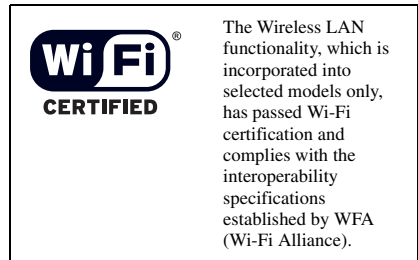 Wi Fi ®
CERTIFIED
The Wireless LAN
functionality, which is
incorporated into
selected models only,
has passed Wi-Fi
certification and
complies with the
interoperability
specifications
established by WFA
(Wi-Fi Alliance).